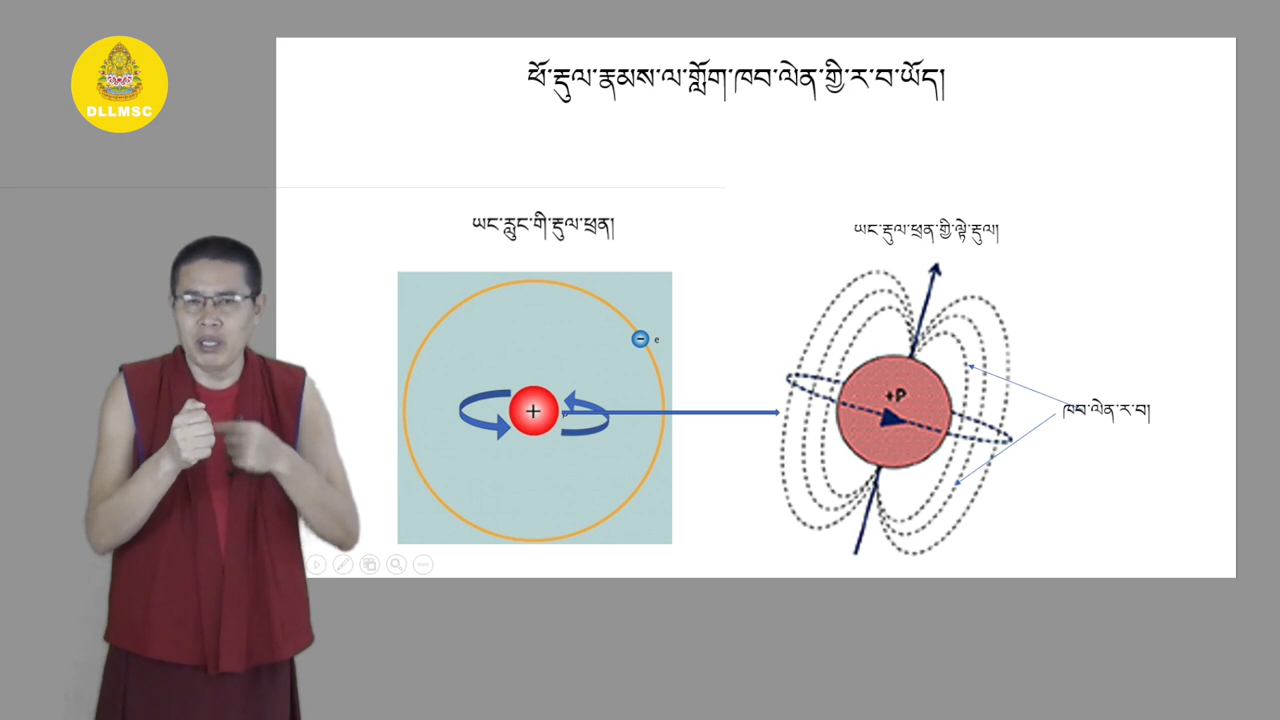 DLLMSC
ཕོ་རྡུལ་རྣམས་ལ་གློག་ཁབ་ལེན་གྱི་ར་བ་ཡོད།
ཡང་རླུང་གི་རྡུལ་ཕྲན།
ཡང་རྡུལ་ཕྲན་གྱི་ལྟེ་རྡུལ།
- e
+ P
+P
ཁབ་ལེན་ར་བ།